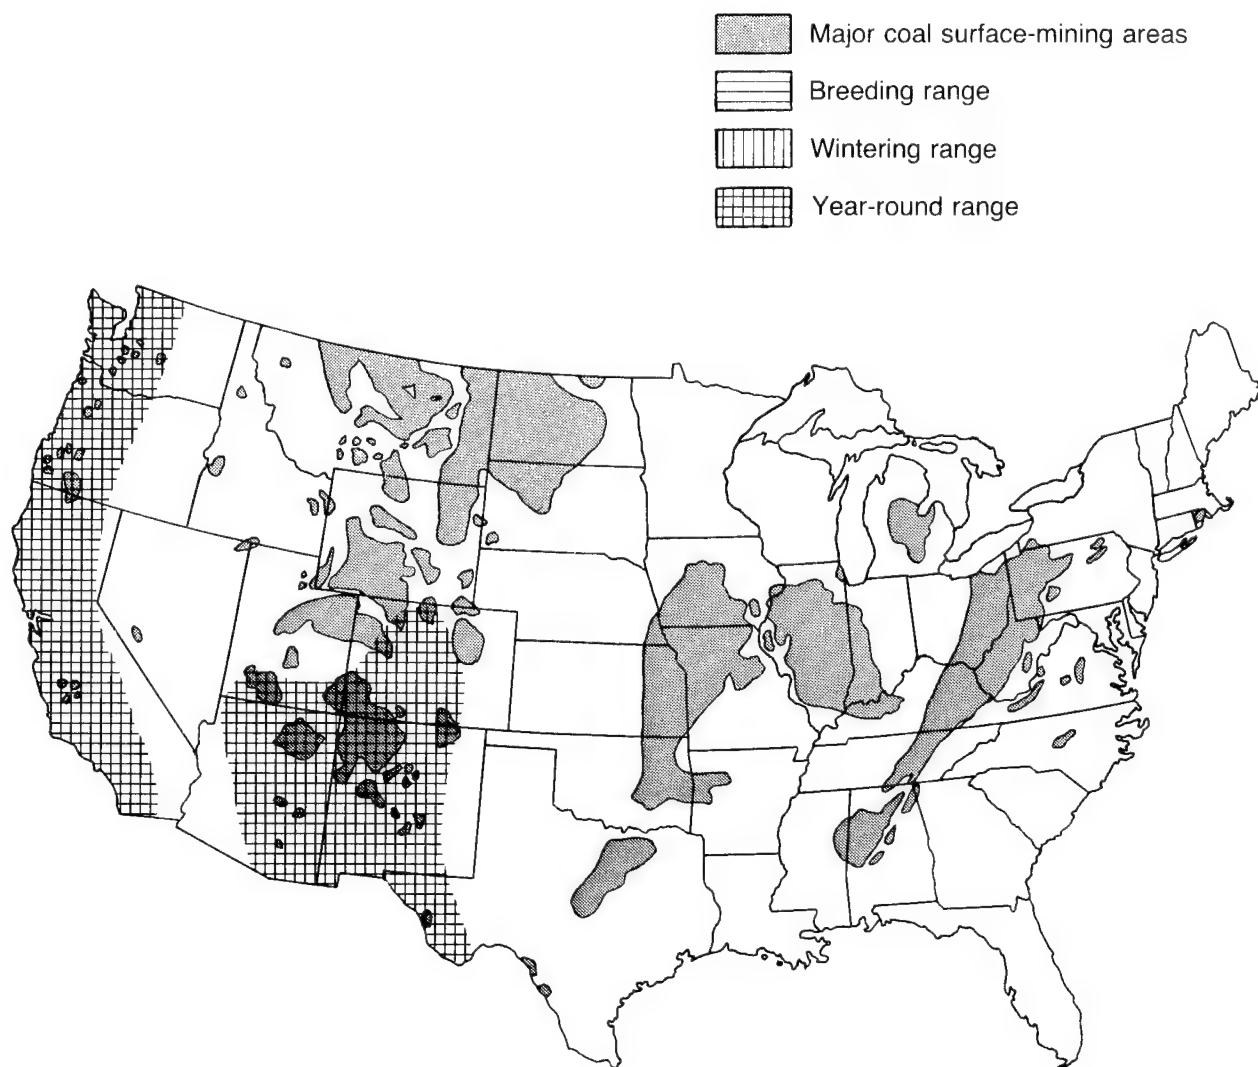 Major coal surface-mining areas
Breeding range
Wintering range
Year-round range